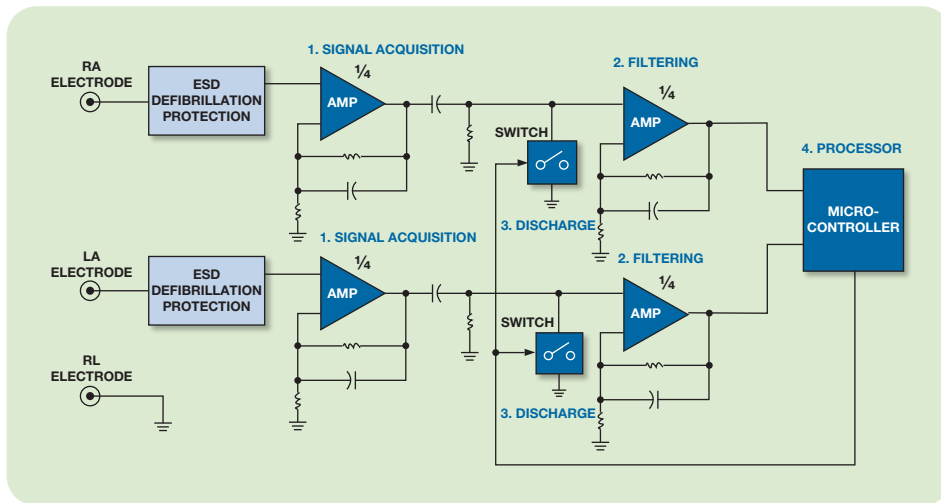 1. SIGNAL ACQUISITION
RA
ELECTRODE
ESD
DEFIBRILLATION
PROTECTION
¼
AMP
2. FILTERING
¼
AMP
SWITCH
3. DISCHARGE
4. PROCESSOR
MICRO-
CONTROLLER
1. SIGNAL ACQUISITION
LA
ELECTRODE
ESD
DEFIBRILLATION
PROTECTION
¼
AMP
2. FILTERING
¼
AMP
SWITCH
3. DISCHARGE
RL
ELECTRODE